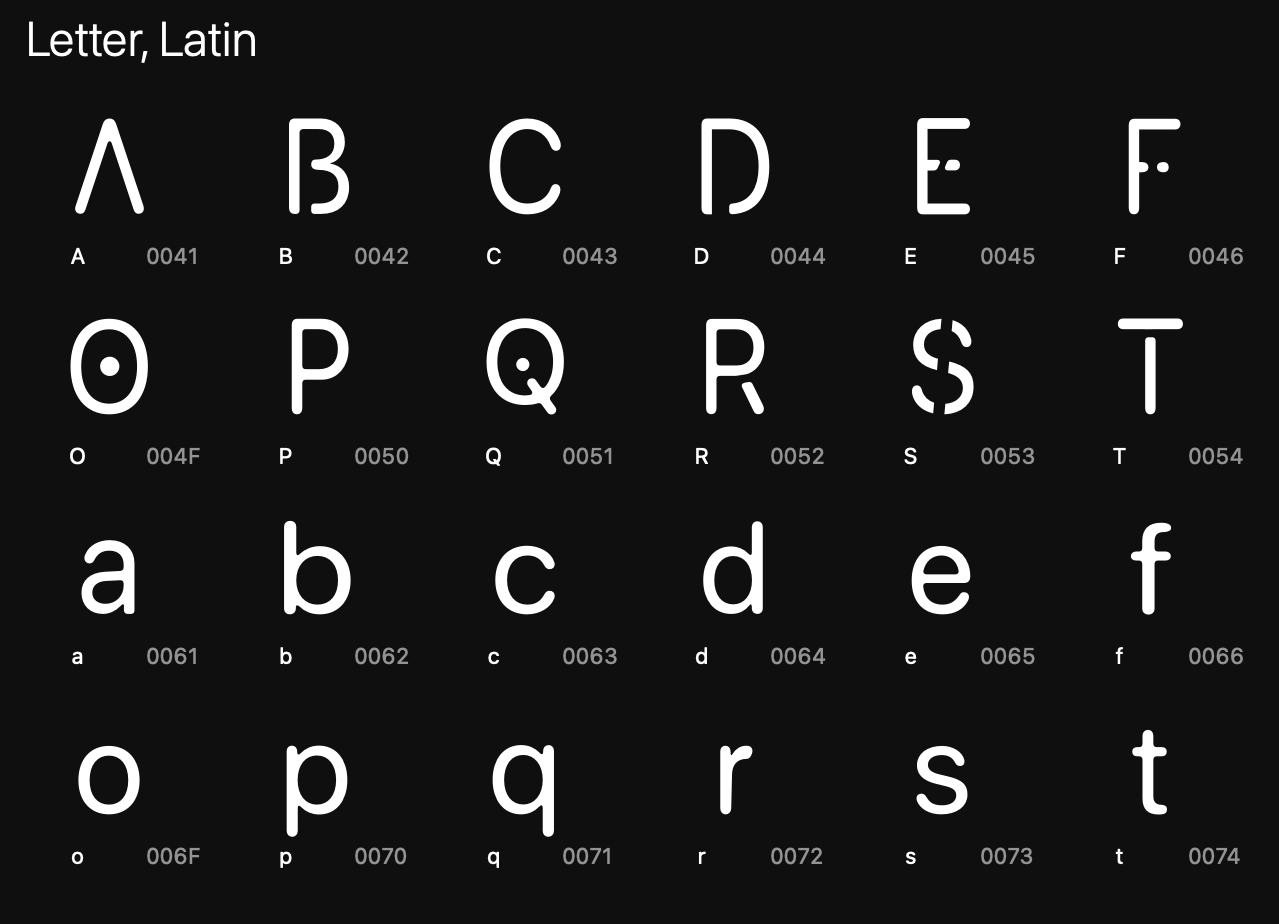 Letter, Latin
A B C D E F
A 0041 B 0042 C 0043 D 0044 E 0045 F 0046
O P Q R S T
O 004F P 0050 Q 0051 R 0052 S 0053 T 0054
a b c d e f
a 0061 b 0062 c 0063 d 0064 e 0065 f 0066
o p q r s t
o 006F p 0070 q 0071 r 0072 s 0073 t 0074